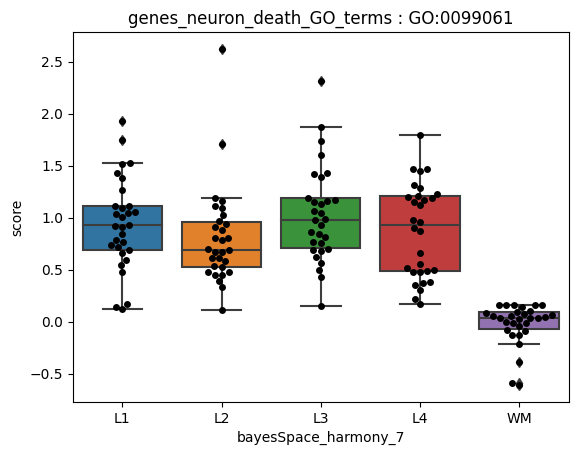 genes_neuron_death_GO_terms : GO:0099061
score
2.5
2.0
1.5
1.0
0.5
0.0
−0.5
L1 L2 L3 L4 WM
bayesSpace_harmony_7